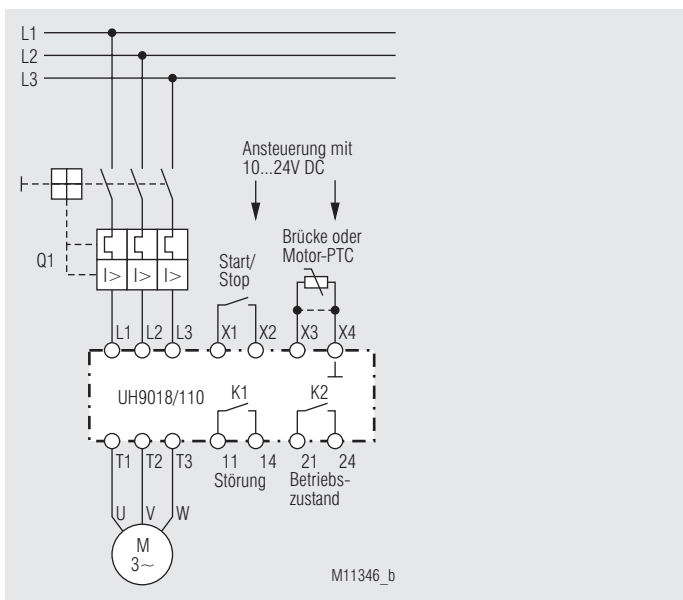 L1
L2
L3
Ansteuerung mit
10...24V DC
Brücke oder
Motor-PTC
Start/
Stop
Q1
I> I> I>
L1 L2 L3 X1 X2 X3 X4
UH9018/110
K1 K2
T1 T2 T3 11 14 21 24
Störung Betriebs-
zustand
U V W
M
3~
M11346_b